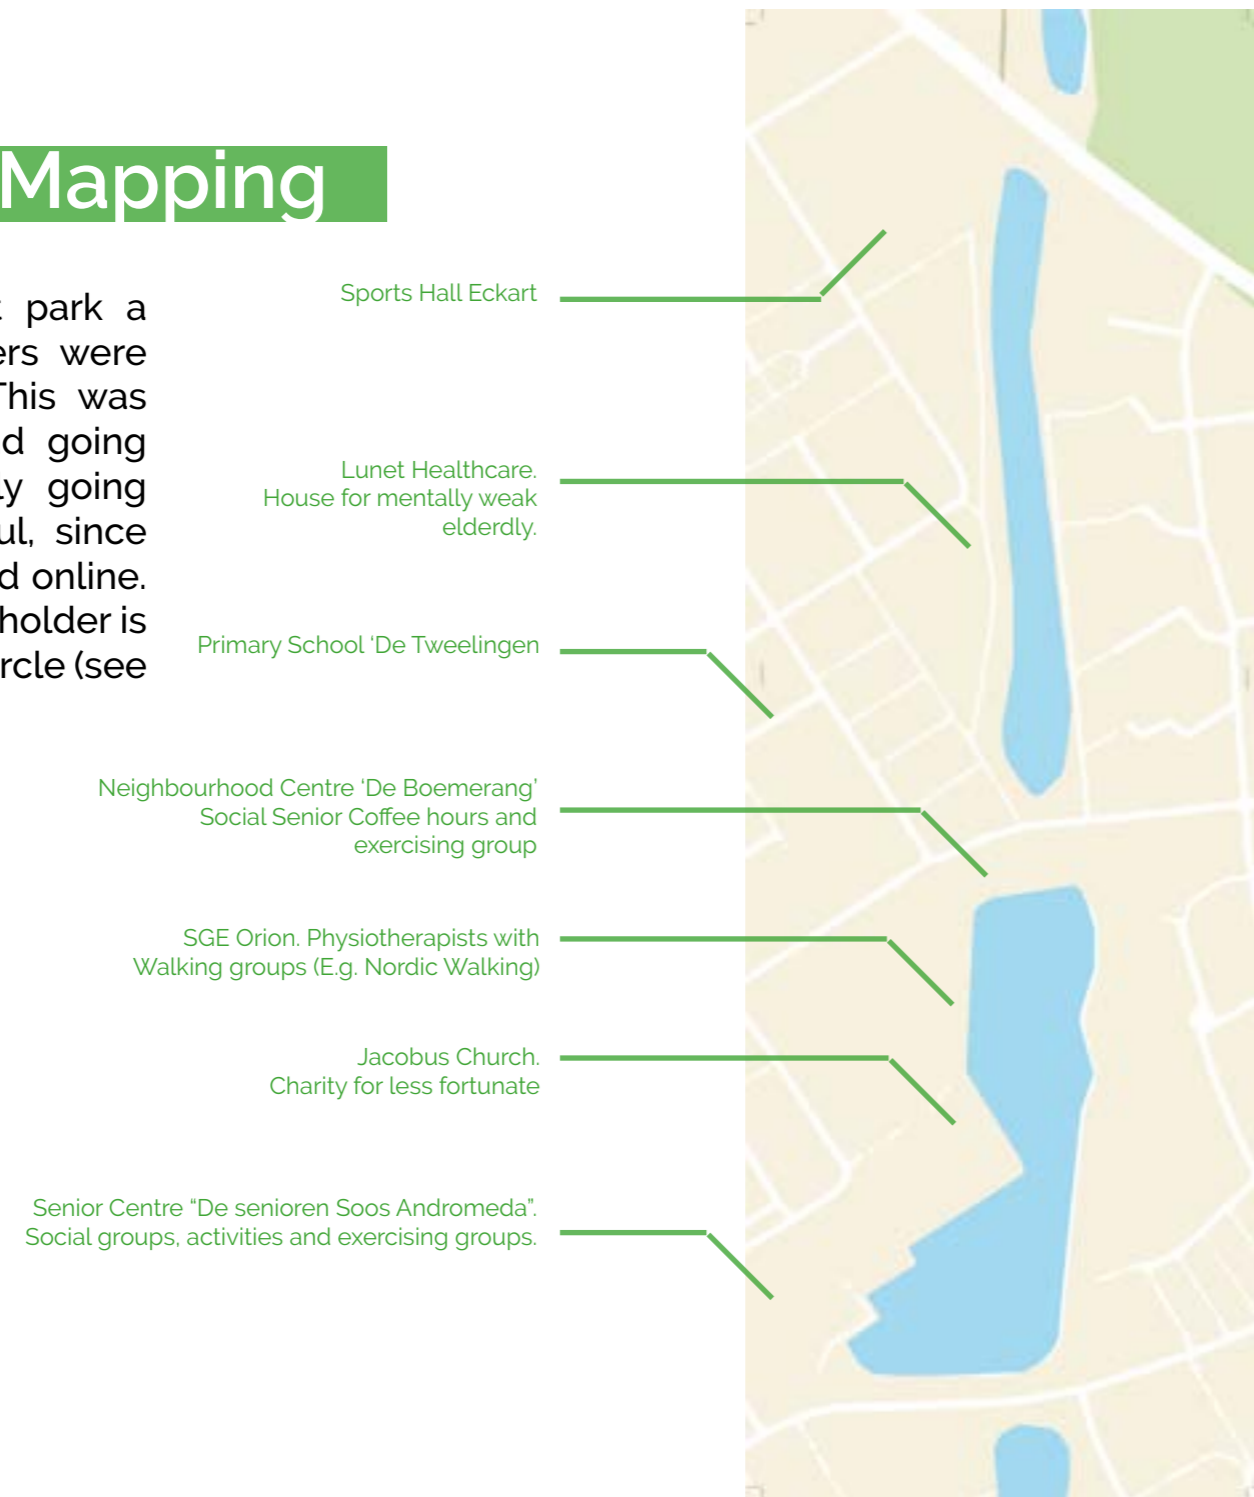 Mapping
park a
ers were
This was
d going
ly going
ul, since
d online.
holder is
rcle (see
Sports Hall Eckart
Lunet Healthcare.
House for mentally weak
elderdly.
Primary School ‘De Tweelingen
Neighbourhood Centre ‘De Boemerang’
Social Senior Coffee hours and
exercising group
SGE Orion. Physiotherapists with
Walking groups (E.g. Nordic Walking)
Jacobus Church.
Charity for less fortunate
Senior Centre “De senioren Soos Andromeda”.
Social groups, activities and exercising groups.